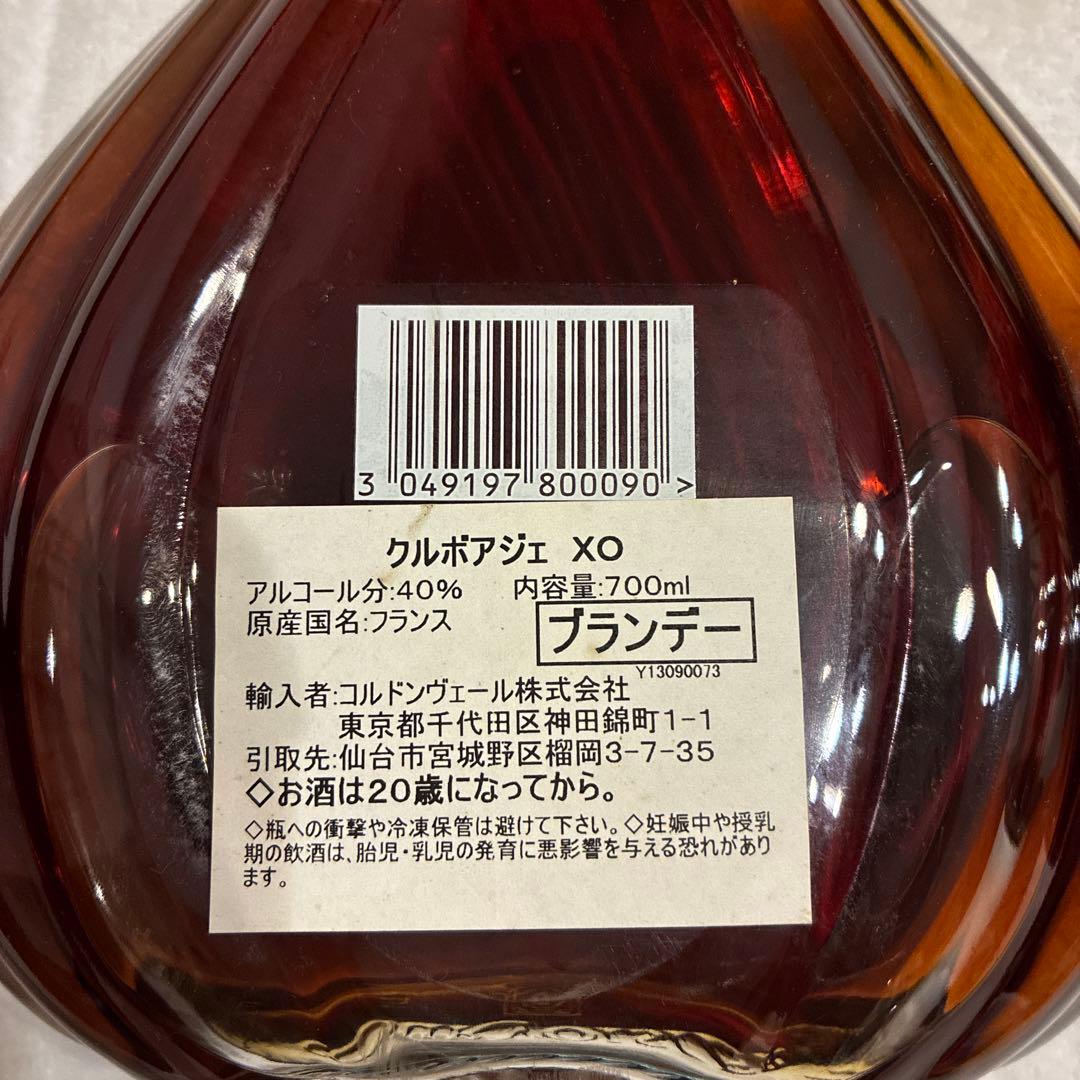 3 049197 800090 >
クルボアジェ XO
アルコール分:40% 内容量:700ml
原産国名:フランス
ブランデー
Y13090073
輸入者:コルドンヴェール株式会社
東京都千代田区神田錦町1-1
引取先:仙台市宮城野区榴岡3-7-35
◇お酒は20歳になってから。
◇瓶への衝撃や冷凍保管は避けて下さい。◇妊娠中や授乳
期の飲酒は、胎児・乳児の発育に悪影響を与える恐れがあり
ます。